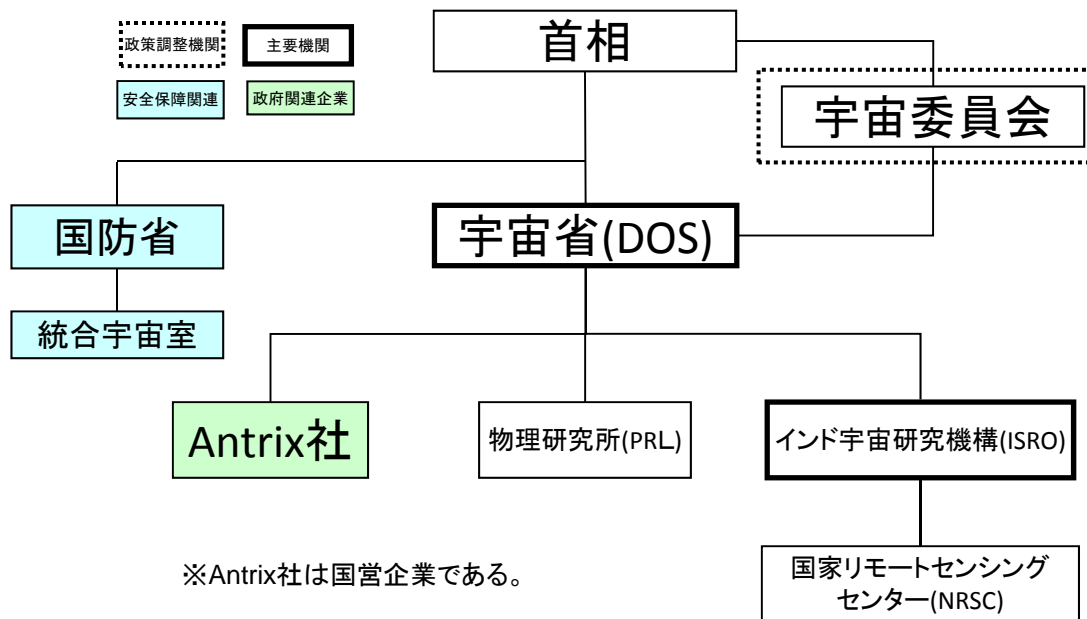 政策調整機関
主要機関
安全保障関連
政府関連企業
首相
宇宙委員会
国防省
宇宙省(DOS)
統合宇宙室
Antrix社
物理研究所(PRL)
インド宇宙研究機構(ISRO)
※Antrix社は国営企業である。
国家リモートセンシング
センター(NRSC)